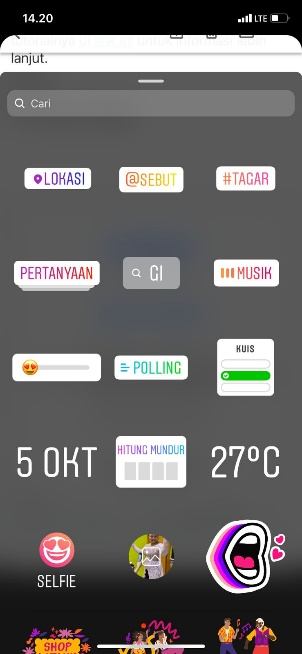 14.20
LTE
lanjut.
Cari
LOKASI
@SEBUT
#TAGAR
PERTANYAAN
GI
MUSIK
POLLING
KUIS
5 OKT
HITUNG MUNDUR
27°C
SELFIE
SHOP